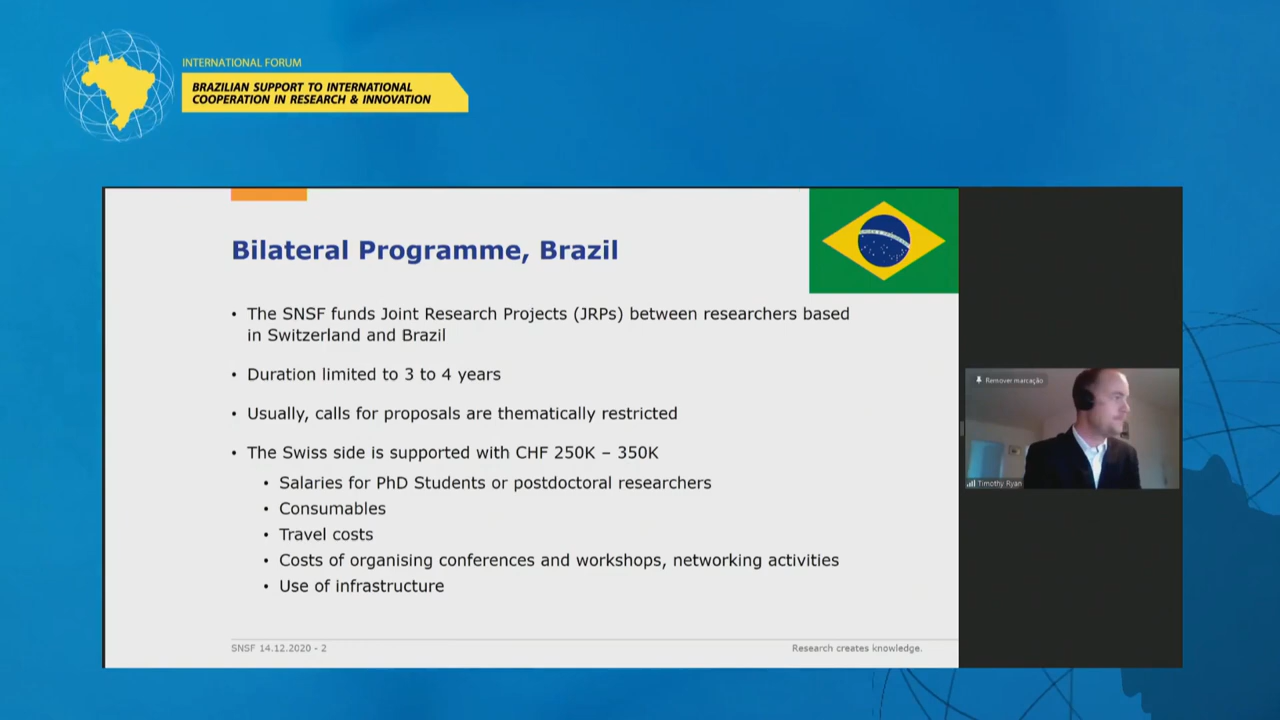 INTERNATIONAL FORUM
BRAZILIAN SUPPORT TO INTERNATIONAL
COOPERATION IN RESEARCH & INNOVATION
Bilateral Programme, Brazil
• The SNSF funds Joint Research Projects (JRPs) between researchers based
in Switzerland and Brazil
• Duration limited to 3 to 4 years
• Usually, calls for proposals are thematically restricted
• The Swiss side is supported with CHF 250K – 350K
• Salaries for PhD Students or postdoctoral researchers
• Consumables
• Travel costs
• Costs of organising conferences and workshops, networking activities
• Use of infrastructure
SNSF 14.12.2020 - 2
Research creates knowledge.
Remover marcação
Timothy Ryan